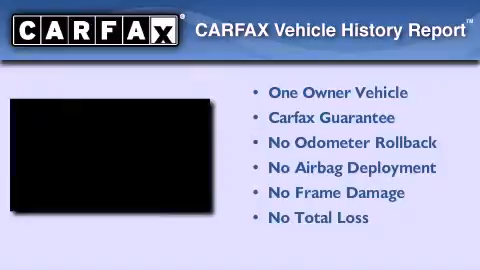 CARFAX® CARFAX Vehicle History Report™
• One Owner Vehicle
• Carfax Guarantee
• No Odometer Rollback
• No Airbag Deployment
• No Frame Damage
• No Total Loss